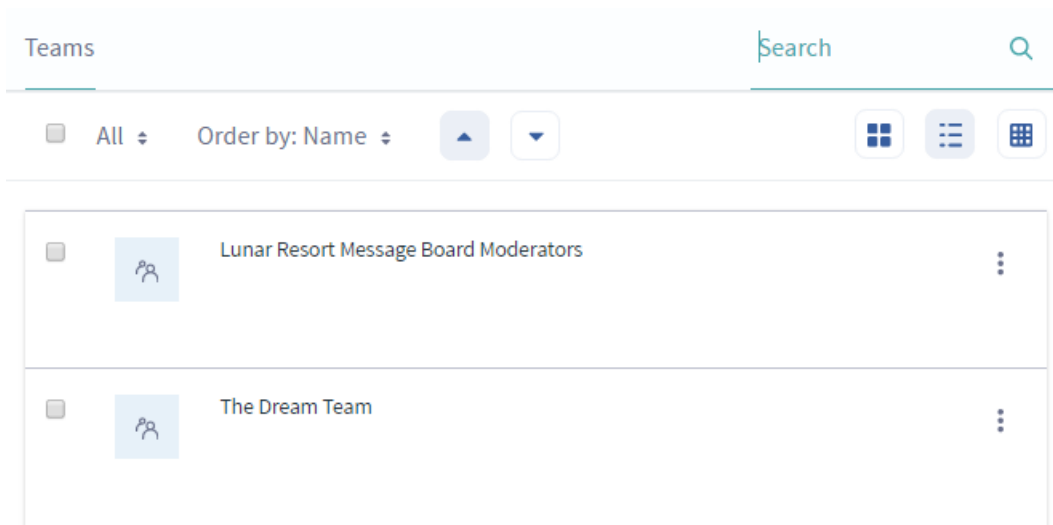 Teams Search
All Order by: Name
Lunar Resort Message Board Moderators
The Dream Team